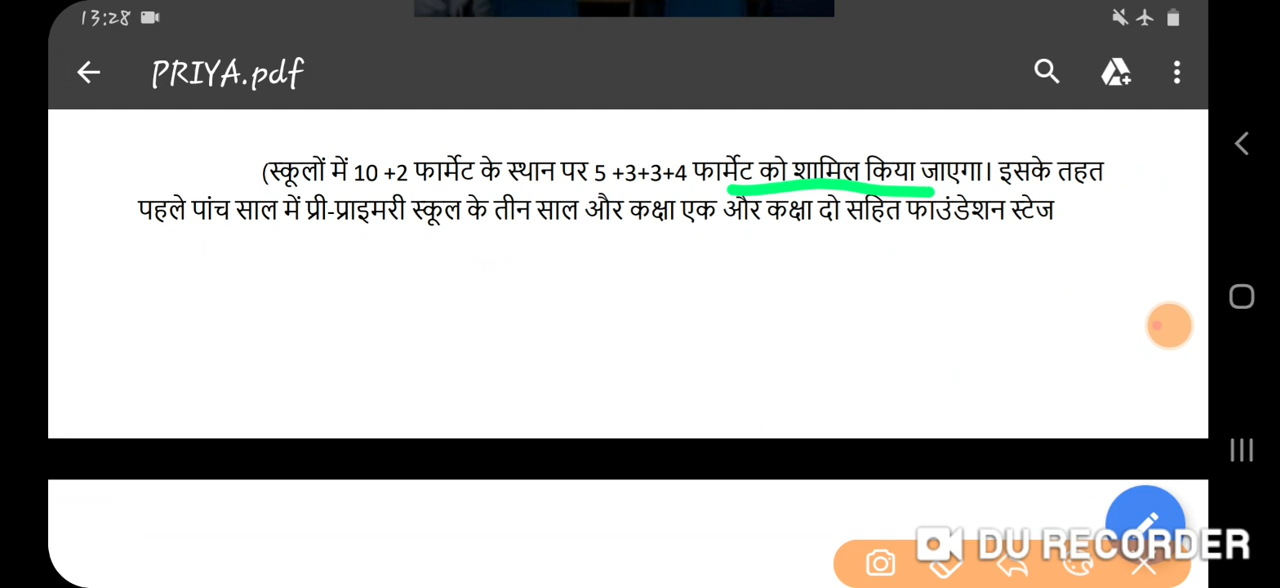 13:28
PRIYA.pdf
(स्कूलों में 10 +2 फार्मेट के स्थान पर 5 +3+3+4 फार्मेट को शामिल किया जाएगा। इसके तहत
पहले पांच साल में प्री-प्राइमरी स्कूल के तीन साल और कक्षा एक और कक्षा दो सहित फाउंडेशन स्टेज
DU RECORDER